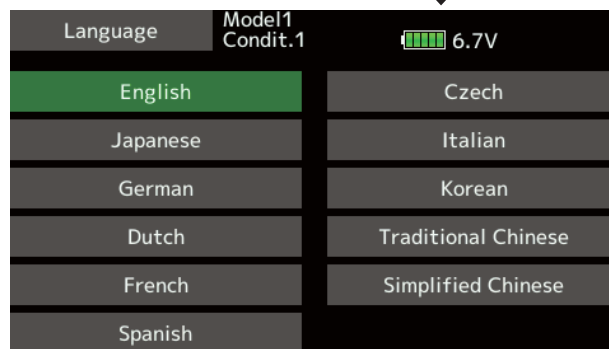 Language
Model1
Condit.1
6.7V
English
Czech
Japanese
Italian
German
Korean
Dutch
Traditional Chinese
French
Simplified Chinese
Spanish